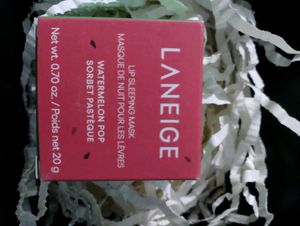 LANEIGE
LIP SLEEPING MASK
MASQUE DE NUIT POUR LES LÈVRES
WATERMELON POP
SORBET PASTÈQUE
Net wt. 0.70 oz. / Poids net 20 g